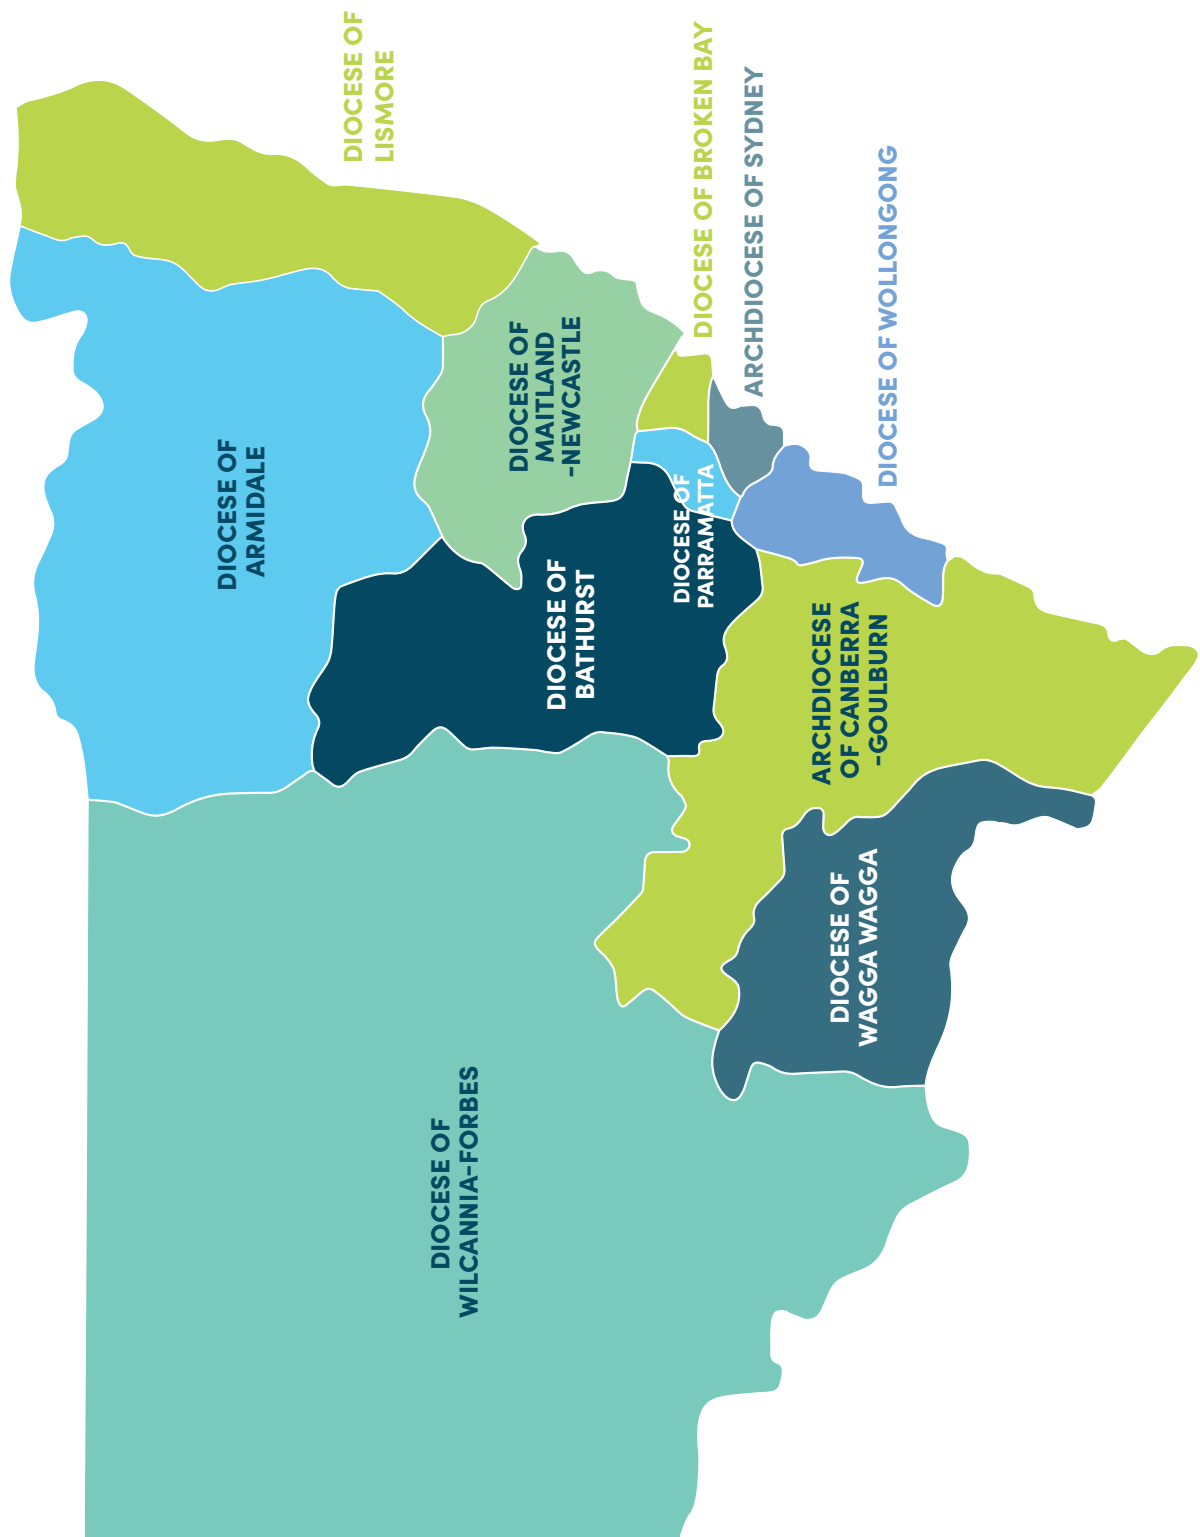 DIOCESE OF
LISMORE
DIOCESE OF
ARMIDALE
DIOCESE OF
MAITLAND
-NEWCASTLE
DIOCESE OF BROKEN BAY
ARCHDIOCESE OF SYDNEY
DIOCESE OF WOLLONGONG
DIOCESE OF
PARRAMATTA
DIOCESE OF
BATHURST
ARCHDIOCESE
OF CANBERRA
-GOULBURN
DIOCESE OF
WAGGA WAGGA
DIOCESE OF
WILCANNIA-FORBES